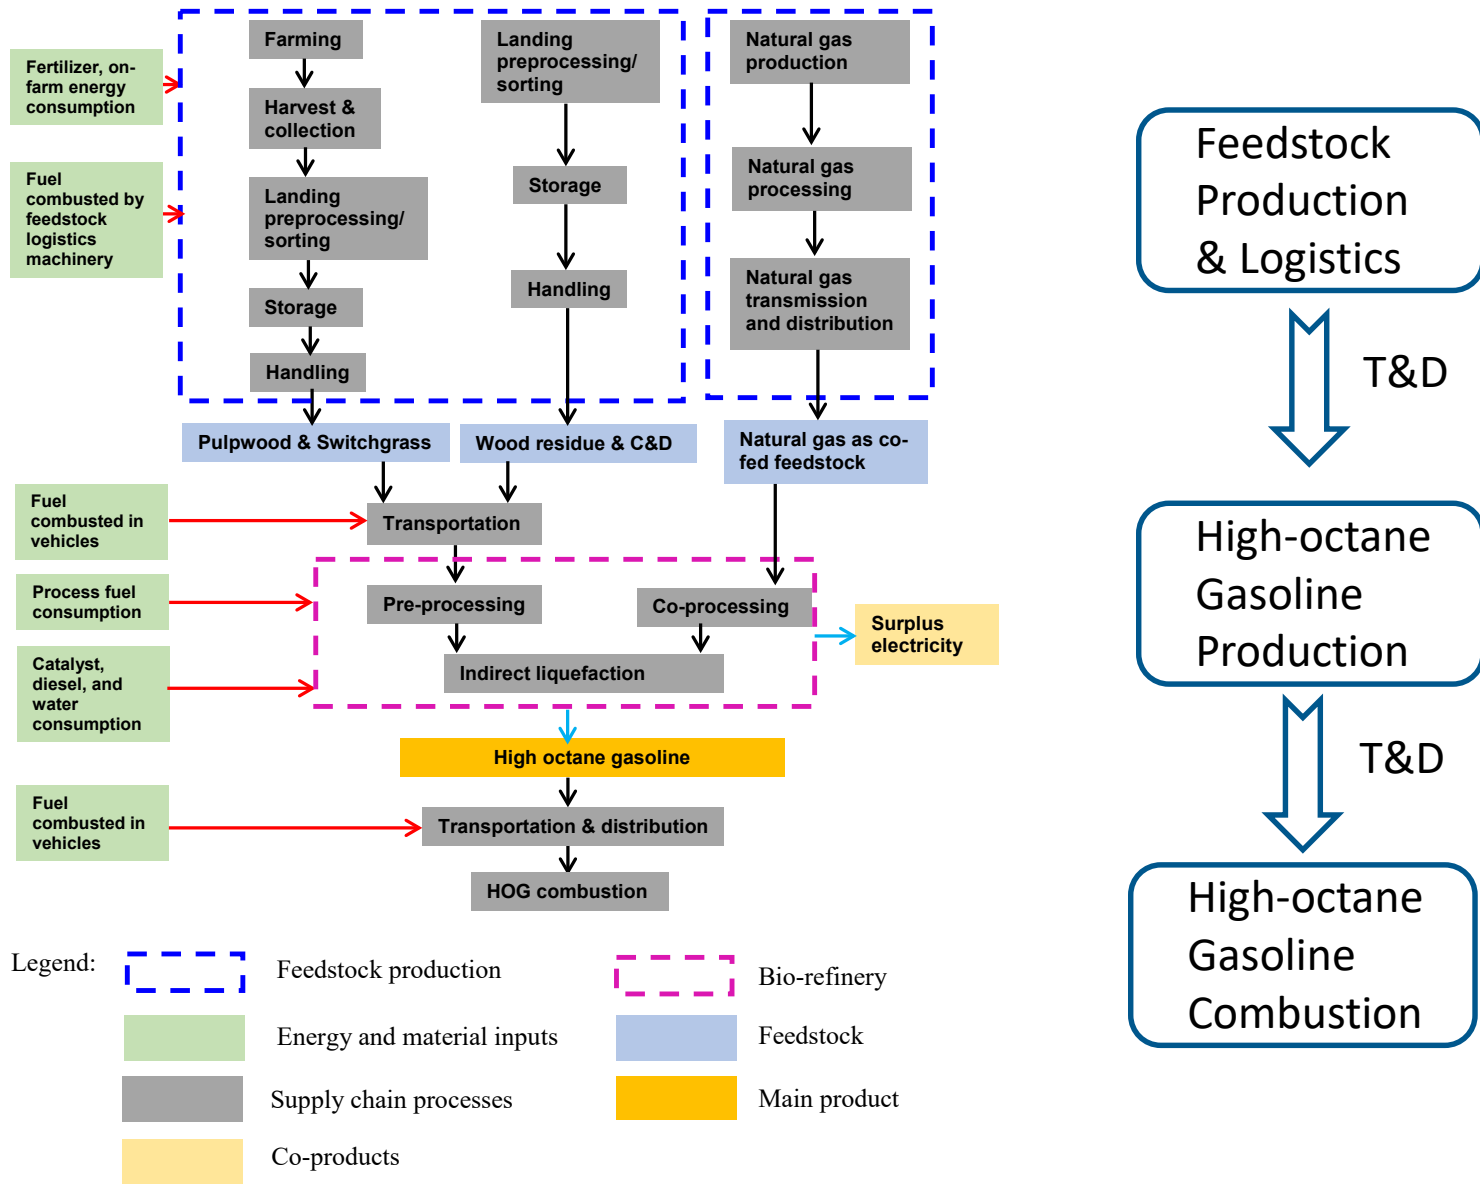 Farming
Harvest &
collection
Landing
preprocessing/
sorting
Storage
Handling
Landing
preprocessing/
sorting
Storage
Handling
Natural gas
production
Natural gas
processing
Natural gas
transmission
and distribution
Fertilizer, on-
farm energy
consumption
Fuel
combusted by
feedstock
logistics
machinery
Pulpwood & Switchgrass
Wood residue & C&D
Natural gas as co-
fed feedstock
Fuel
combusted in
vehicles
Transportation
Process fuel
consumption
Pre-processing
Co-processing
Surplus
electricity
Catalyst,
diesel, and
water
consumption
Indirect liquefaction
High octane gasoline
Fuel
combusted in
vehicles
Transportation & distribution
HOG combustion
Feedstock
Production
& Logistics
T&D
High-octane
Gasoline
Production
T&D
High-octane
Gasoline
Combustion
Legend:
Feedstock production
Bio-refinery
Energy and material inputs
Feedstock
Supply chain processes
Main product
Co-products